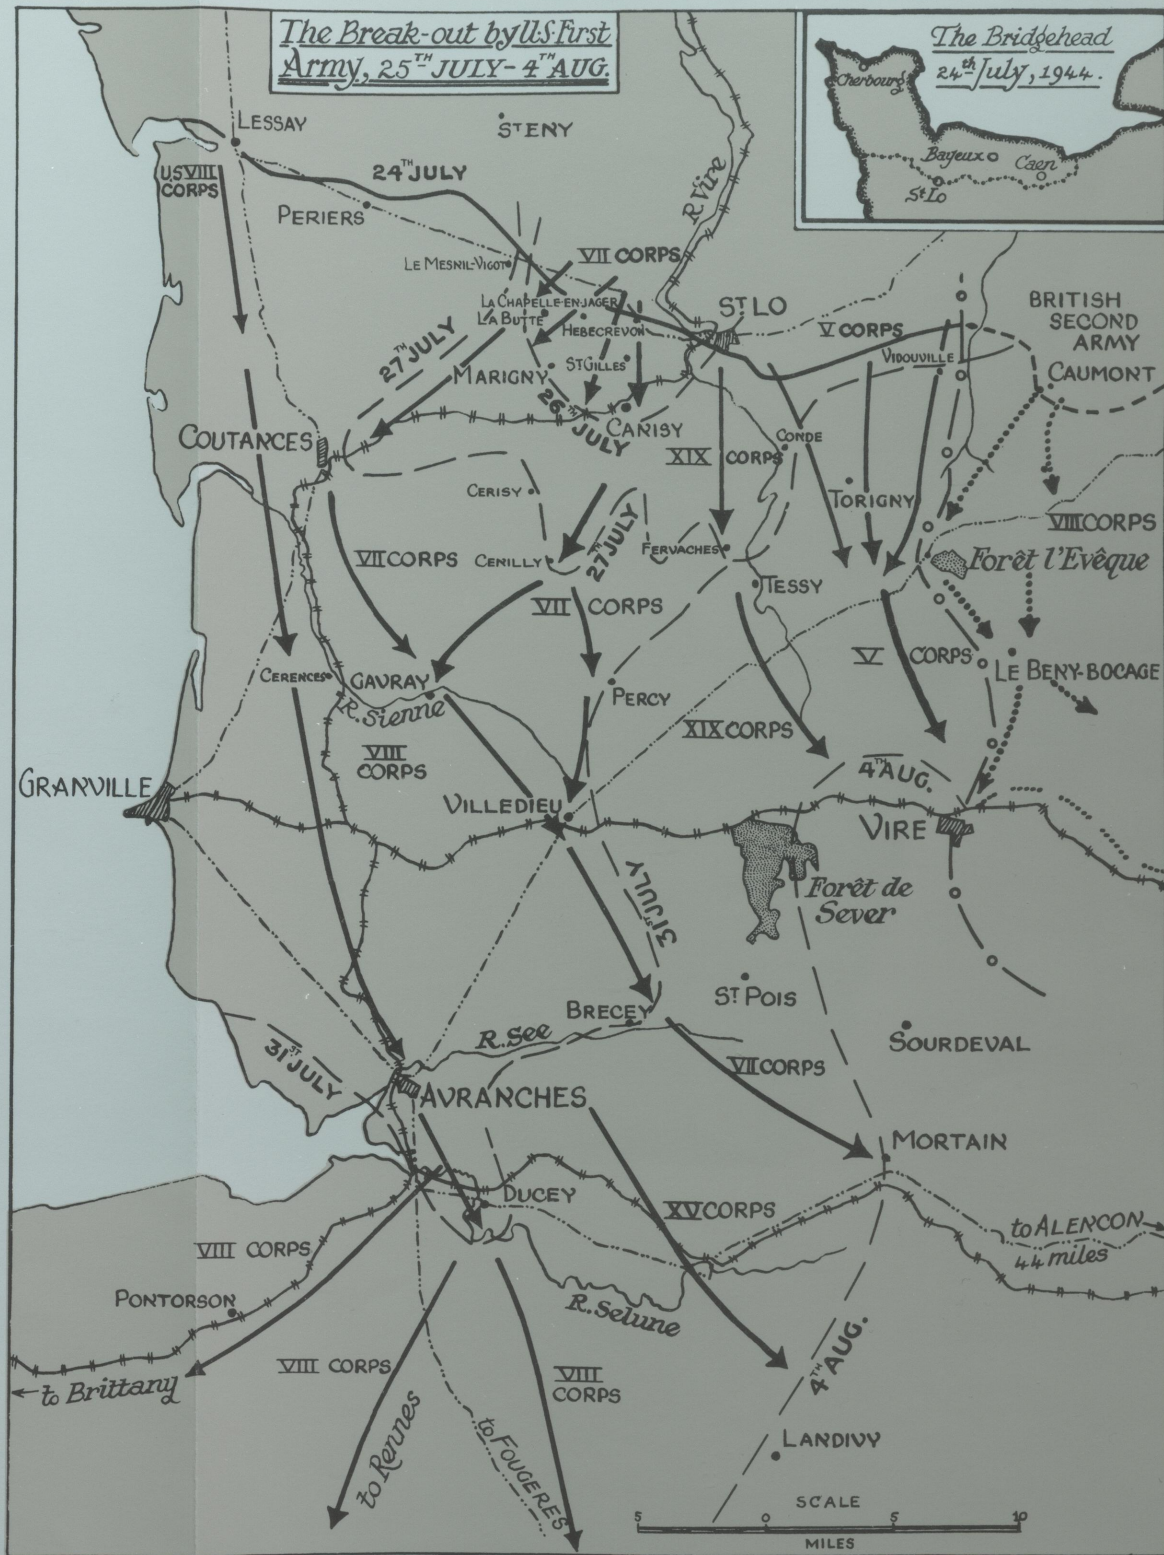 The Break-out by U.S. First
Army, 25TH JULY – 4TH AUG.
The Bridgehead
24th July, 1944.
Cherbourg
Bayeux
Caen
St Lo
LESSAY
ST ENY
U.S VIII
CORPS
24TH JULY
PERIERS
R. Vire
LE MESNIL-VIGOT
VII CORPS
LA CHAPELLE-EN-JAGER
LA BUTTE
HEBECREVON
ST LO
V CORPS
BRITISH
SECOND
ARMY
VIDOUVILLE
CAUMONT
27TH JULY
MARIGNY
ST GILLES
26TH JULY
CANISY
COUTANCES
XIX CORPS
CONDE
CERISY
TORIGNY
VIII CORPS
VII CORPS
CENILLY
27TH JULY
FERVACHES
Forêt l'Evêque
TESSY
VII CORPS
V CORPS
LE BENY-BOCAGE
CERENCES
GAVRAY
R. Sienne
PERCY
XIX CORPS
VIII
CORPS
4TH AUG.
GRANVILLE
VILLEDIEU
VIRE
31ST JULY
Forêt de
Sever
ST POIS
BRECEY
R. See
SOURDEVAL
31ST JULY
VII CORPS
AVRANCHES
MORTAIN
DUCEY
XV CORPS
to ALENCON
44 miles
VIII CORPS
PONTORSON
R. Selune
VIII CORPS
VIII
CORPS
4TH AUG.
to Brittany
to Rennes
to FOUGERES
LANDIVY
SCALE
5 0 5 10
MILES